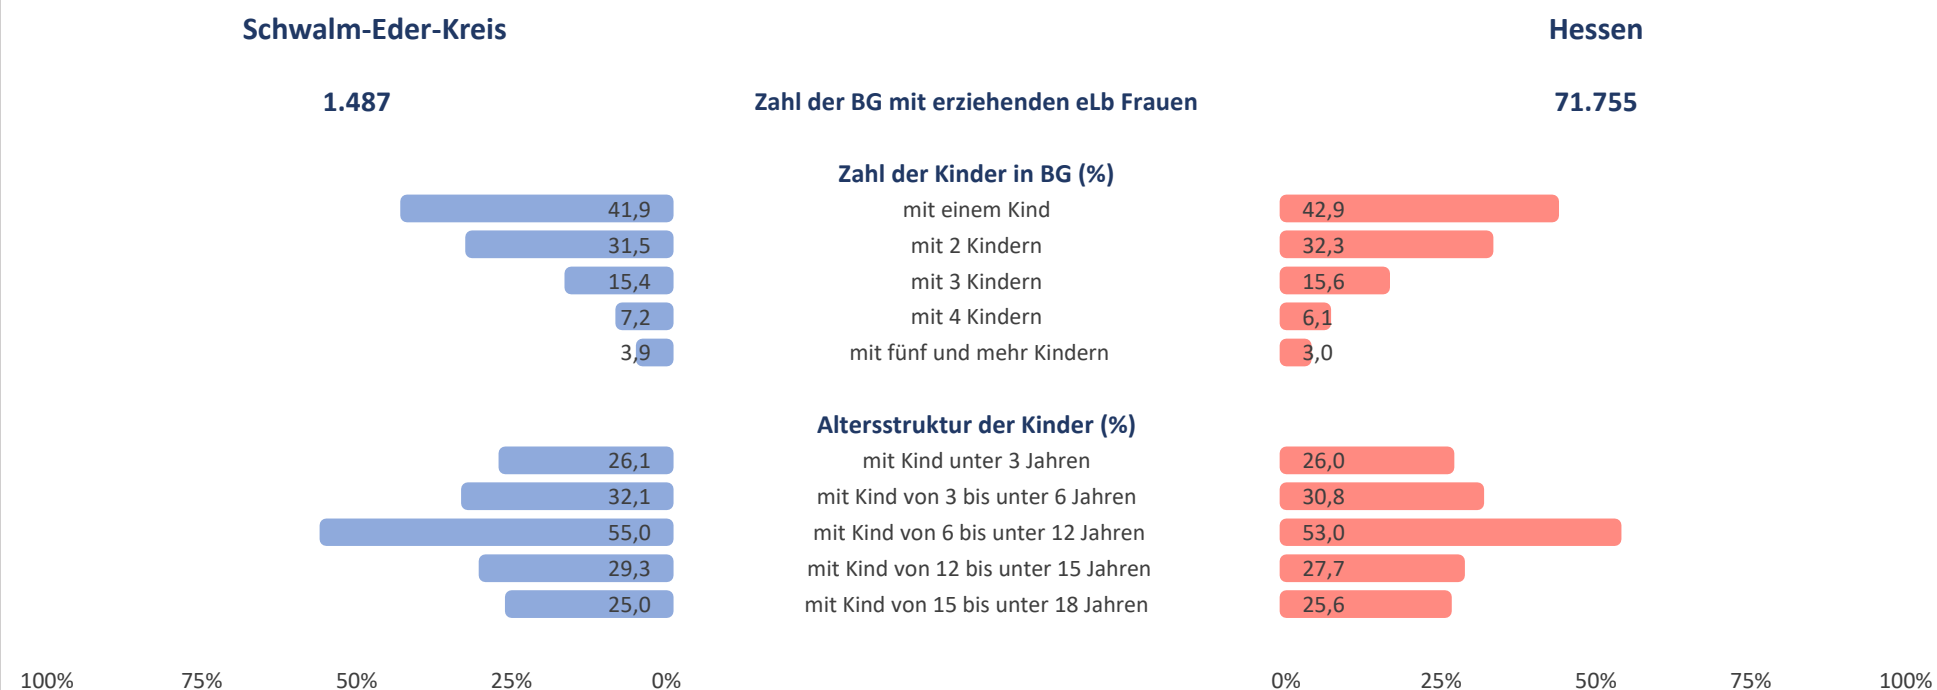 Schwalm-Eder-Kreis Hessen
1.487 Zahl der BG mit erziehenden eLb Frauen 71.755
Zahl der Kinder in BG (%)
41,9 mit einem Kind 42,9
31,5 mit 2 Kindern 32,3
15,4 mit 3 Kindern 15,6
7,2 mit 4 Kindern 6,1
3,9 mit fünf und mehr Kindern 3,0
Altersstruktur der Kinder (%)
26,1 mit Kind unter 3 Jahren 26,0
32,1 mit Kind von 3 bis unter 6 Jahren 30,8
55,0 mit Kind von 6 bis unter 12 Jahren 53,0
29,3 mit Kind von 12 bis unter 15 Jahren 27,7
25,0 mit Kind von 15 bis unter 18 Jahren 25,6
100% 75% 50% 25% 0% 0% 25% 50% 75% 100%